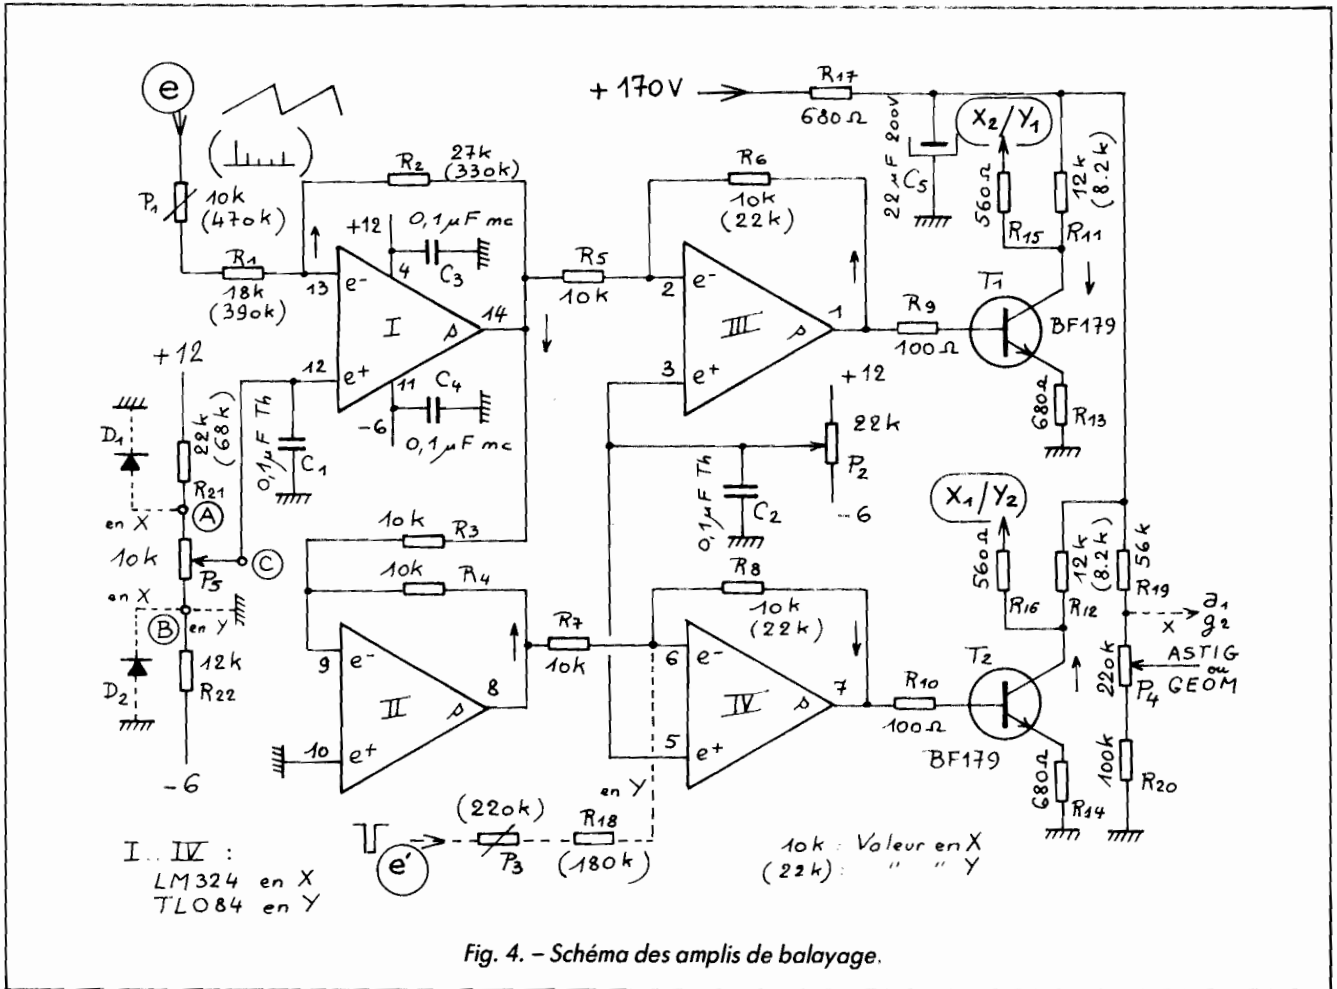 e
+ 170V
R17
680Ω
22µF 200V
C5
X2/Y1
560Ω
R15
12k
(8.2k)
R11
P1
10k
(470k)
R1
18k
(390k)
R2
27k
(330k)
+12
0,1µF mc
C3
4
13
e-
I
s
14
12
e+
11
-6
C4
0,1µF mc
R5
10k
R6
10k
(22k)
2
e-
III
s
1
3
e+
R9
100Ω
T1
BF179
680Ω
R13
+12
22k
(68k)
R21
D1
en X
A
10k
P5
C
en X
B
en Y
D2
12k
R22
-6
0,1µF Th
C1
+12
22k
P2
-6
0,1µF Th
C2
10k
R3
10k
R4
9
e-
II
s
8
10
e+
R7
10k
R8
10k
(22k)
6
e-
IV
s
7
5
e+
R10
100Ω
T2
BF179
680Ω
R14
X1/Y2
560Ω
R16
12k
(8.2k)
R12
56k
R19
X
a1
g2
220k
P4
ASTIG
ou
GEOM
100k
R20
e'
(220k)
P3
R18
(180k)
en Y
I .. IV :
LM324 en X
TL084 en Y
10k : Valeur en X
(22k) : " " Y
Fig. 4. – Schéma des amplis de balayage.